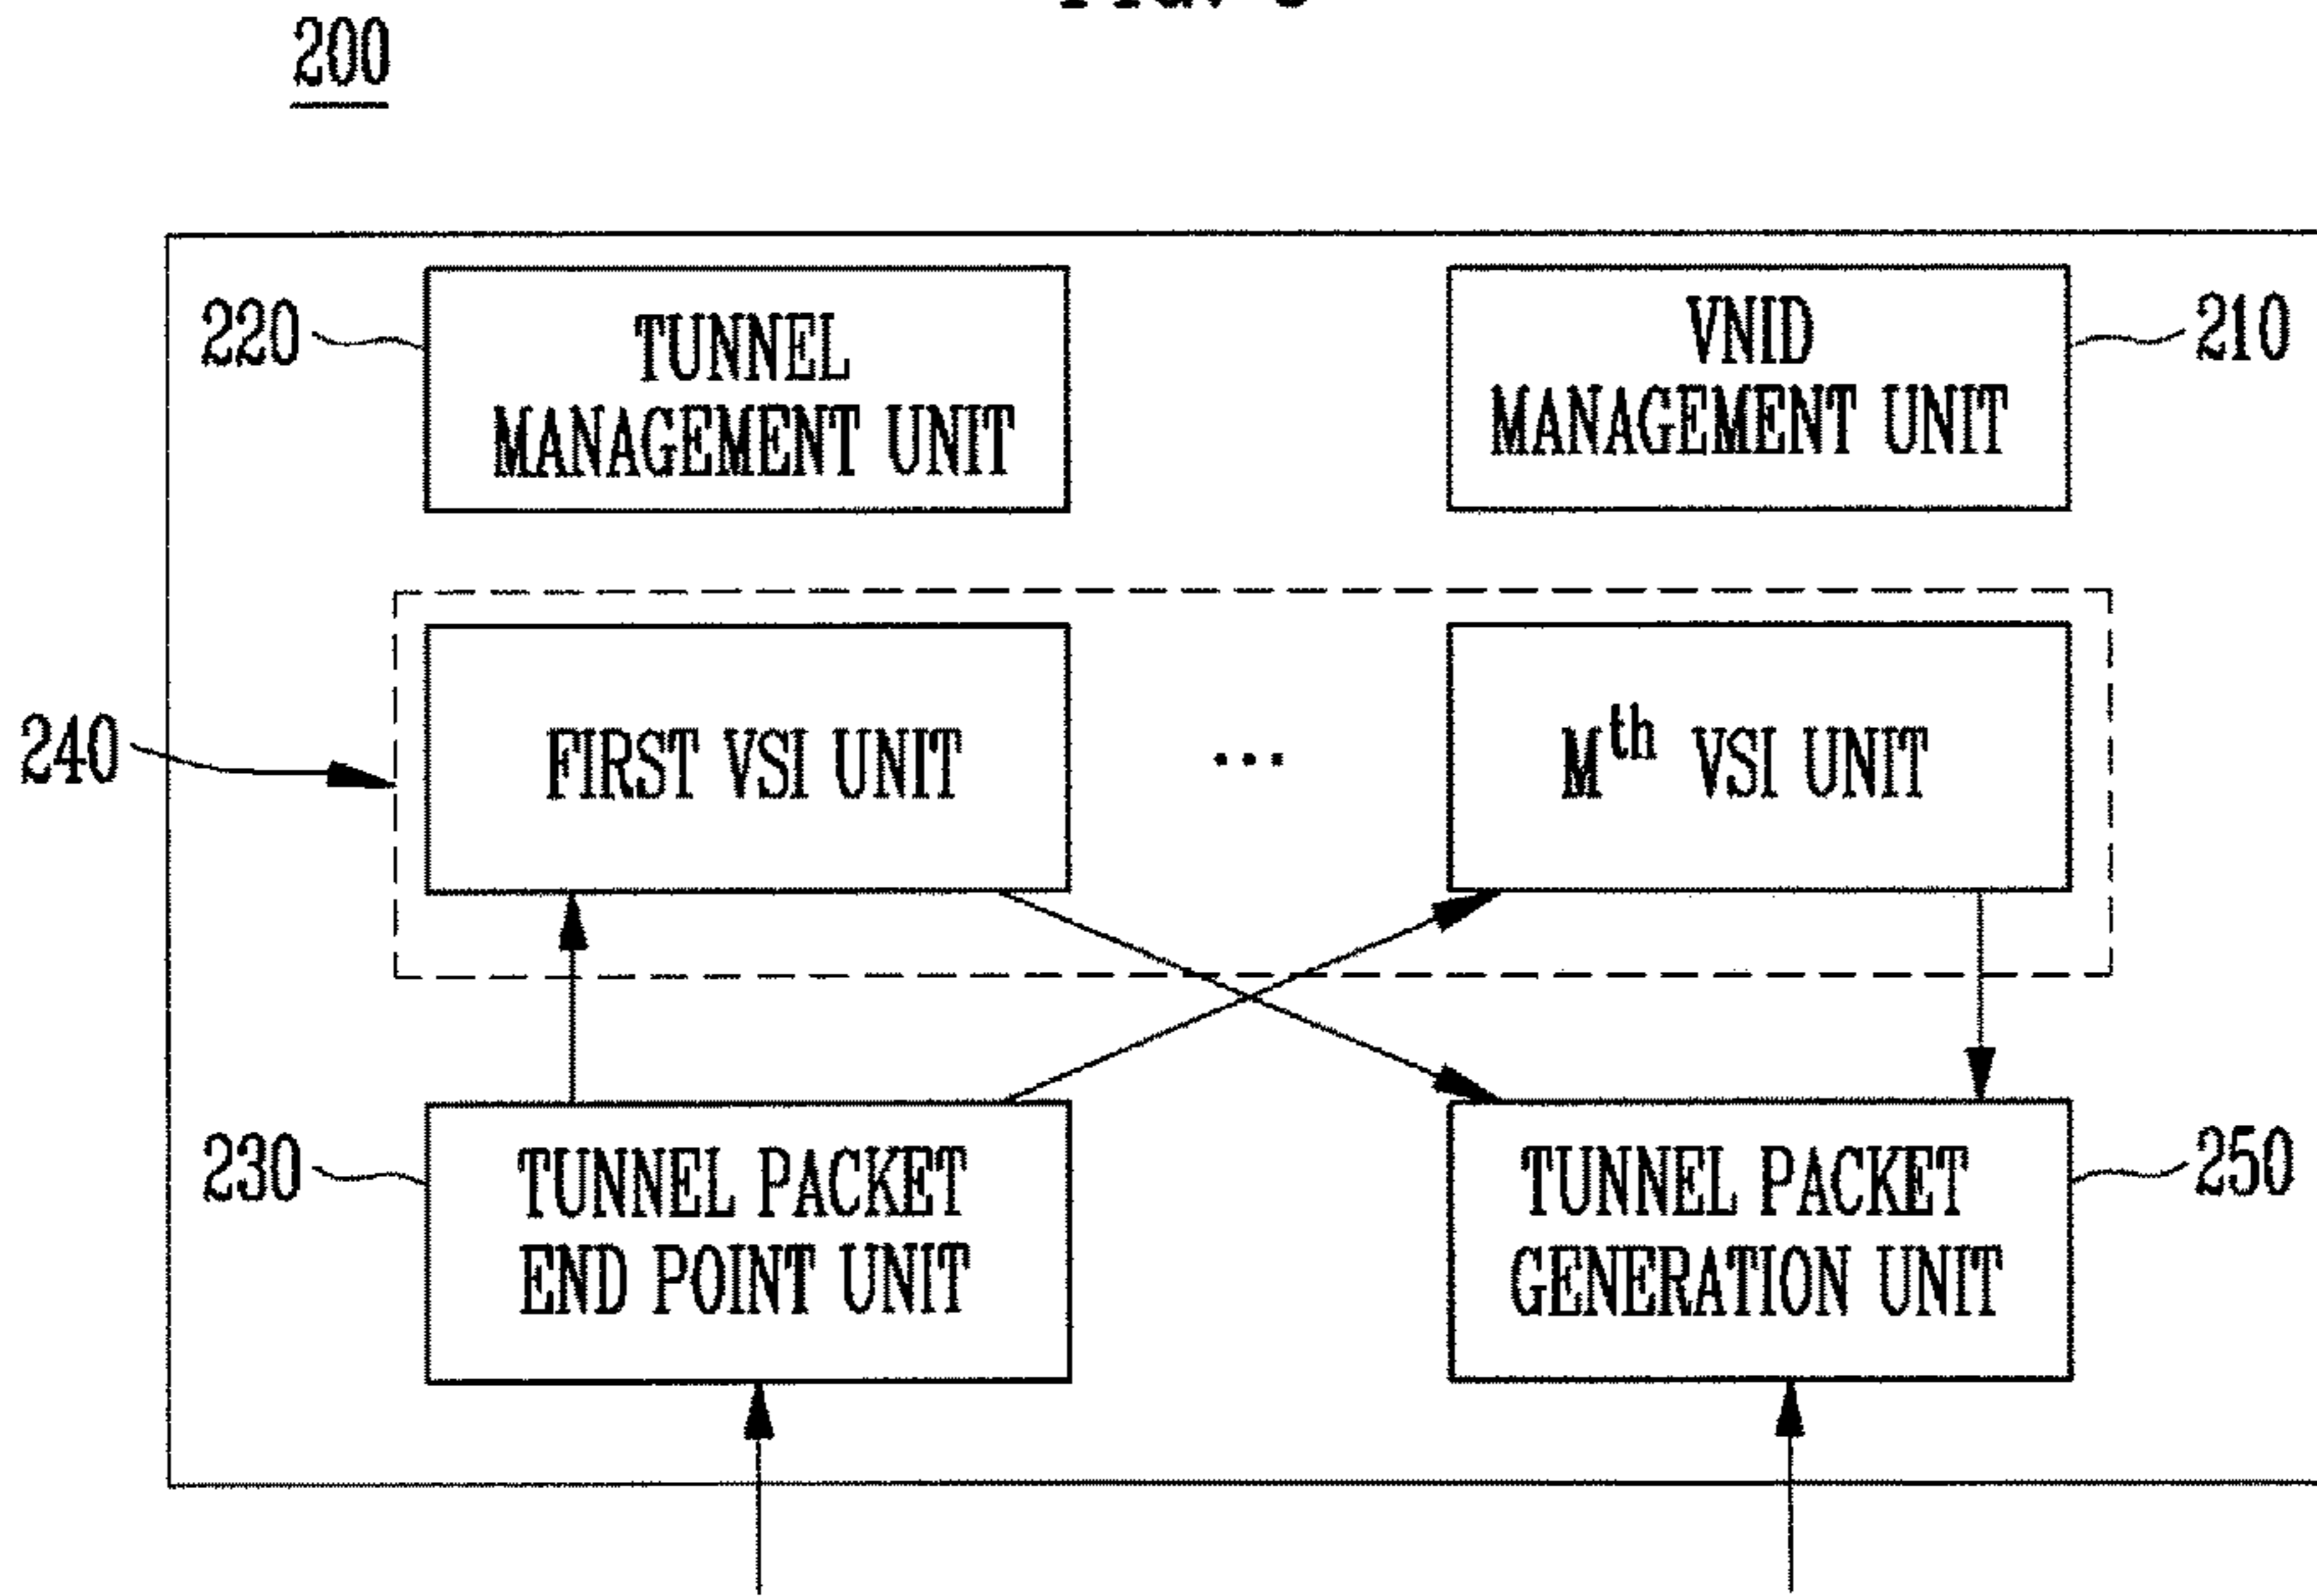 200
220
TUNNEL
MANAGEMENT UNIT
VNID
MANAGEMENT UNIT
210
240
FIRST VSI UNIT
...
Mth VSI UNIT
230
TUNNEL PACKET
END POINT UNIT
TUNNEL PACKET
GENERATION UNIT
250